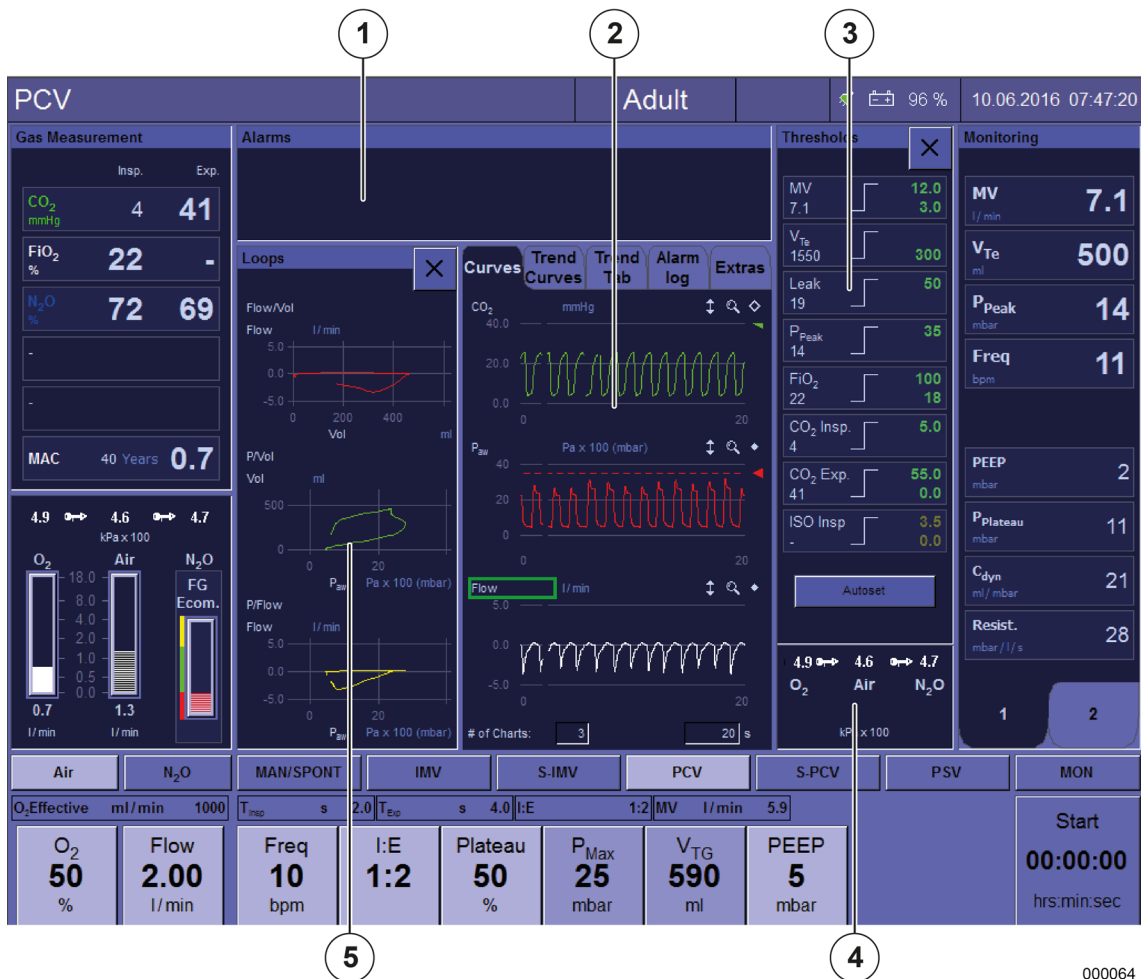 1
2
3
PCV
Adult
96 %
10.06.2016 07:47:20
Gas Measurement
Insp. Exp.
CO2 mmHg 4 41
FiO2 % 22 -
N2O % 72 69
-
-
MAC 40 Years 0.7
4.9 4.6 4.7
kPa x 100
O2 Air N2O
18.0
8.0
4.0
2.0
1.0
0.5
0.0
FG
Ecom.
0.7 1.3
l/min l/min
Alarms
Loops
Flow/Vol
Flow l/min
5.0
0.0
-5.0
0 200 400
Vol ml
P/Vol
Vol ml
500
0
0 20
Paw Pa x 100 (mbar)
P/Flow
Flow l/min
5.0
0.0
-5.0
0 20
Paw Pa x 100 (mbar)
Curves
Trend Curves
Trend Tab
Alarm log
Extras
CO2 mmHg
40.0
20.0
0.0
0 20
Paw Pa x 100 (mbar)
40
20
0
0 20
Flow l/min
5.0
0.0
-5.0
0 20
# of Charts: 3 20 s
Thresholds
MV 12.0
7.1 3.0
VTe
1550 300
Leak 50
19
PPeak 35
14
FiO2 100
22 18
CO2 Insp. 5.0
4
CO2 Exp. 55.0
41 0.0
ISO Insp 3.5
- 0.0
Autoset
4.9 4.6 4.7
O2 Air N2O
kPa x 100
Monitoring
MV 7.1
l/min
VTe 500
ml
PPeak 14
mbar
Freq 11
bpm
PEEP 2
mbar
PPlateau 11
mbar
Cdyn 21
ml/mbar
Resist. 28
mbar/l/s
1 2
Air N2O MAN/SPONT IMV S-IMV PCV S-PCV PSV MON
O2Effective ml/min 1000 TInsp s 2.0 TExp s 4.0 I:E 1:2 MV l/min 5.9
O2 50 %
Flow 2.00 l/min
Freq 10 bpm
I:E 1:2
Plateau 50 %
PMax 25 mbar
VTG 590 ml
PEEP 5 mbar
Start
00:00:00
hrs:min:sec
5
4
000064